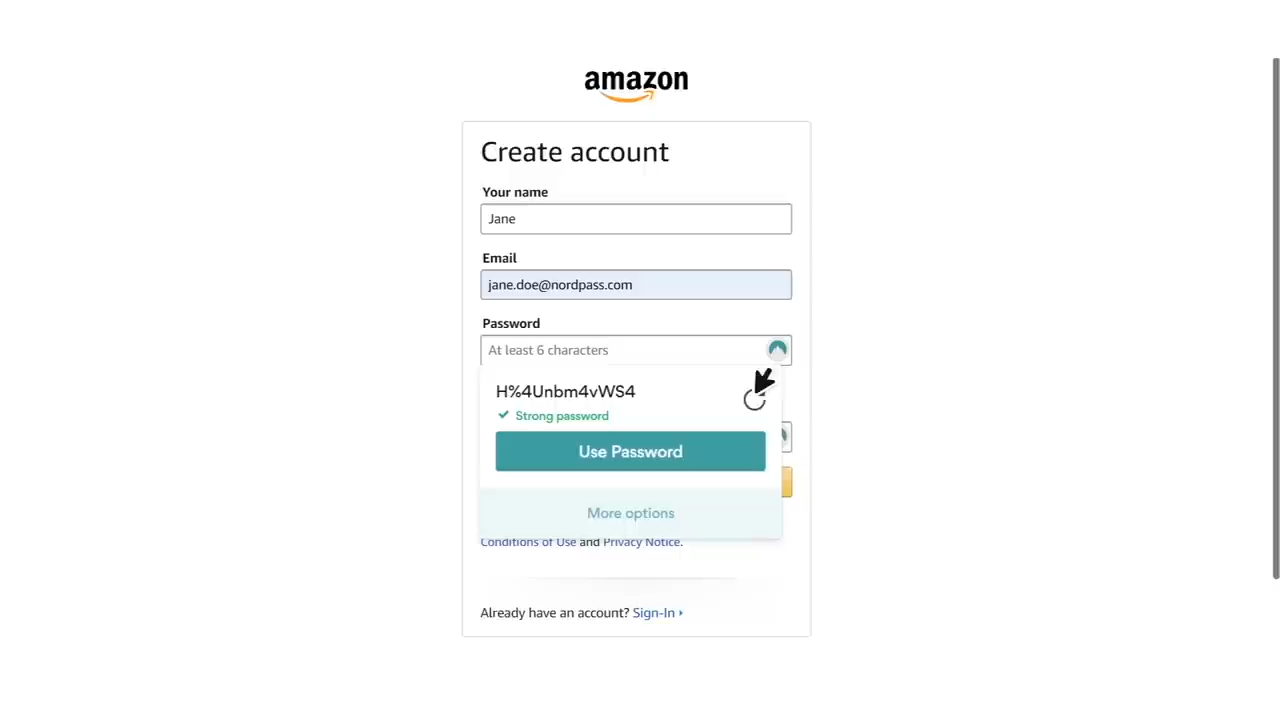 amazon
Create account
Your name
Jane
Email
jane.doe@nordpass.com
Password
At least 6 characters
H%4Unbm4vWS4
Strong password
Use Password
More options
Conditions of Use and Privacy Notice.
Already have an account? Sign-In